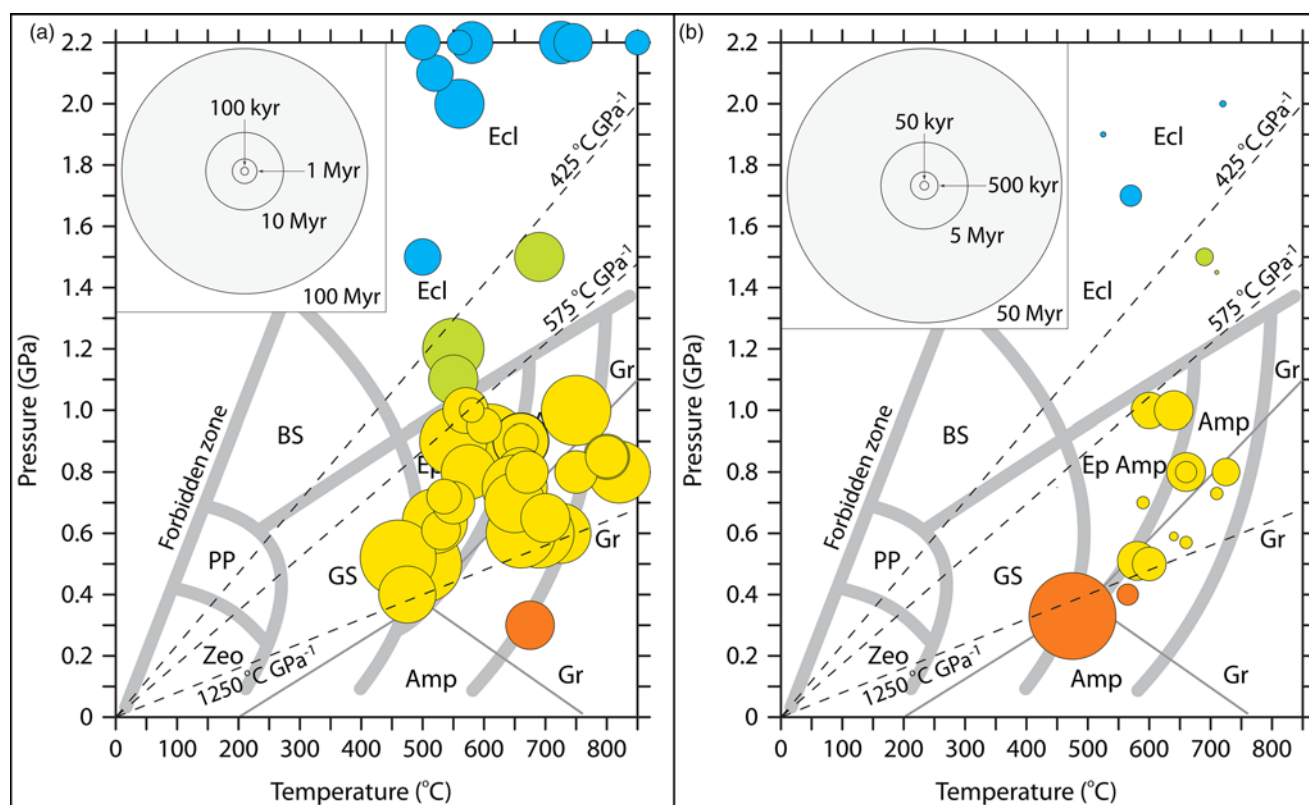 (a)
2.2
2.0
1.8
1.6
1.4
1.2
1.0
0.8
0.6
0.4
0.2
0
Pressure (GPa)
100 kyr
1 Myr
10 Myr
100 Myr
Ecl
425 °C GPa-1
Ecl
575 °C GPa-1
Forbidden zone
BS
Gr
Ep
PP
GS
Gr
Zeo
1250 °C GPa-1
Amp
Gr
0 100 200 300 400 500 600 700 800
Temperature (oC)
(b)
2.2
2.0
1.8
1.6
1.4
1.2
1.0
0.8
0.6
0.4
0.2
0
Pressure (GPa)
50 kyr
500 kyr
5 Myr
50 Myr
Ecl
425 °C GPa-1
Ecl
575 °C GPa-1
Forbidden zone
BS
Gr
Amp
Ep Amp
PP
GS
Gr
Zeo
1250 °C GPa-1
Amp
Gr
0 100 200 300 400 500 600 700 800
Temperature (oC)